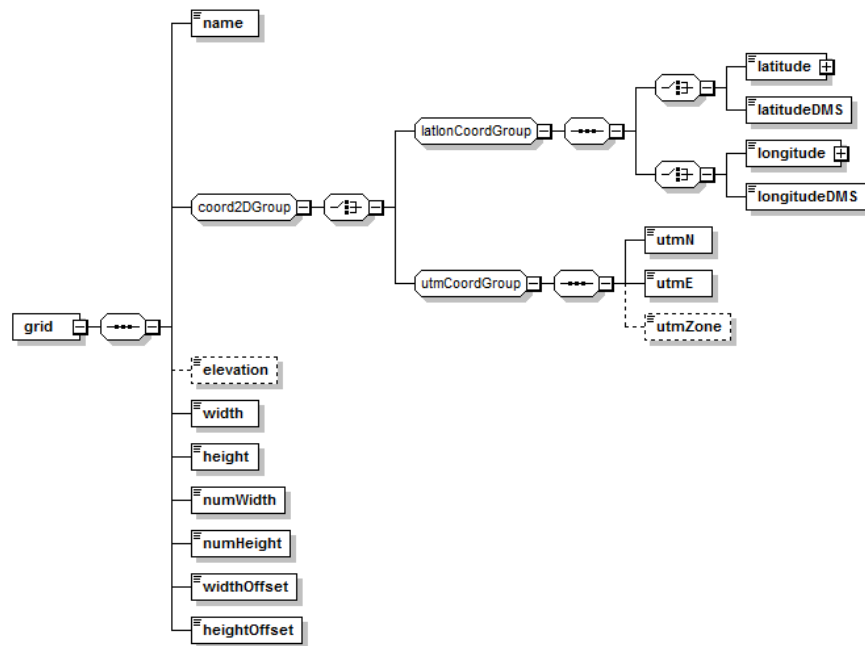 name
latitude
latitudeDMS
latlonCoordGroup
longitude
longitudeDMS
coord2DGroup
utmN
utmCoordGroup
utmE
utmZone
grid
elevation
width
height
numWidth
numHeight
widthOffset
heightOffset